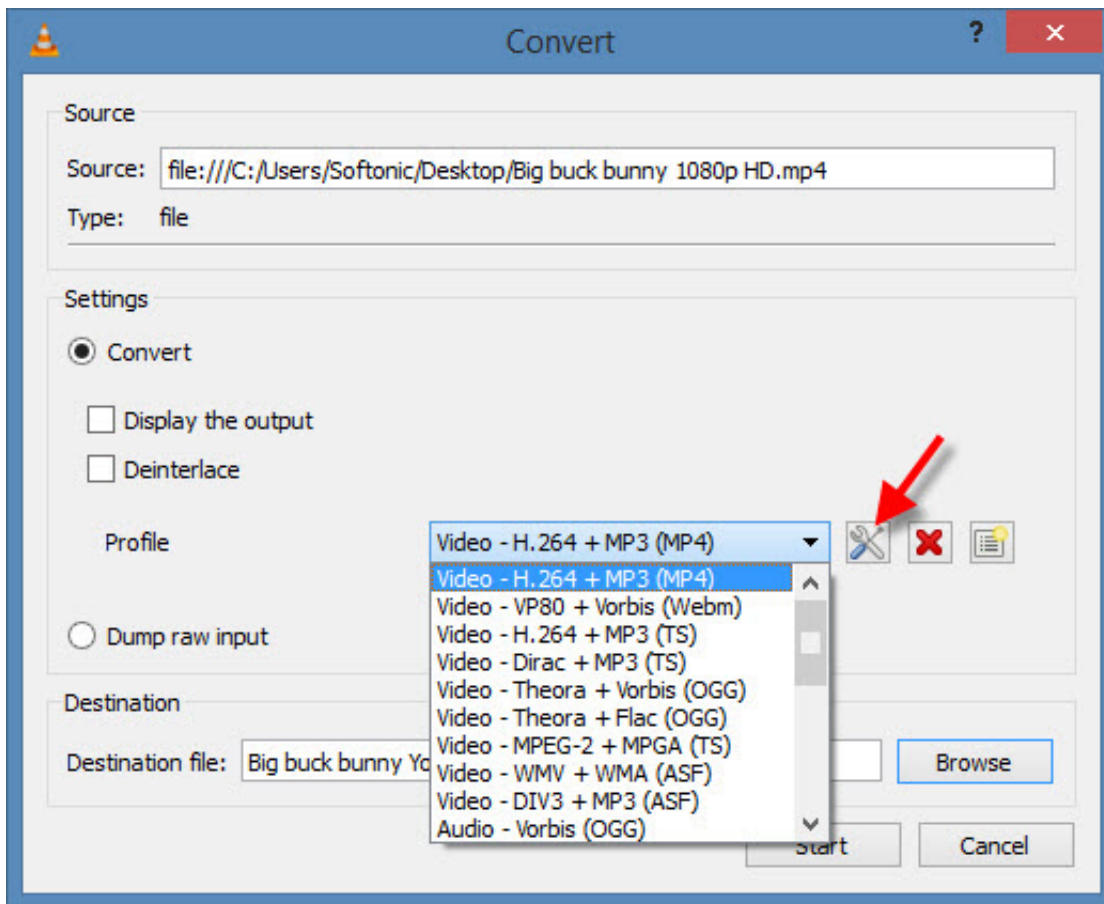 Convert
?
Source
Source: file:///C:/Users/Softonic/Desktop/Big buck bunny 1080p HD.mp4
Type: file
Settings
Convert
Display the output
Deinterlace
Profile Video - H.264 + MP3 (MP4)
Video - H.264 + MP3 (MP4)
Video - VP80 + Vorbis (Webm)
Video - H.264 + MP3 (TS)
Video - Dirac + MP3 (TS)
Video - Theora + Vorbis (OGG)
Video - Theora + Flac (OGG)
Video - MPEG-2 + MPGA (TS)
Video - WMV + WMA (ASF)
Video - DIV3 + MP3 (ASF)
Audio - Vorbis (OGG)
Dump raw input
Destination
Destination file: Big buck bunny Yo Browse
Start Cancel